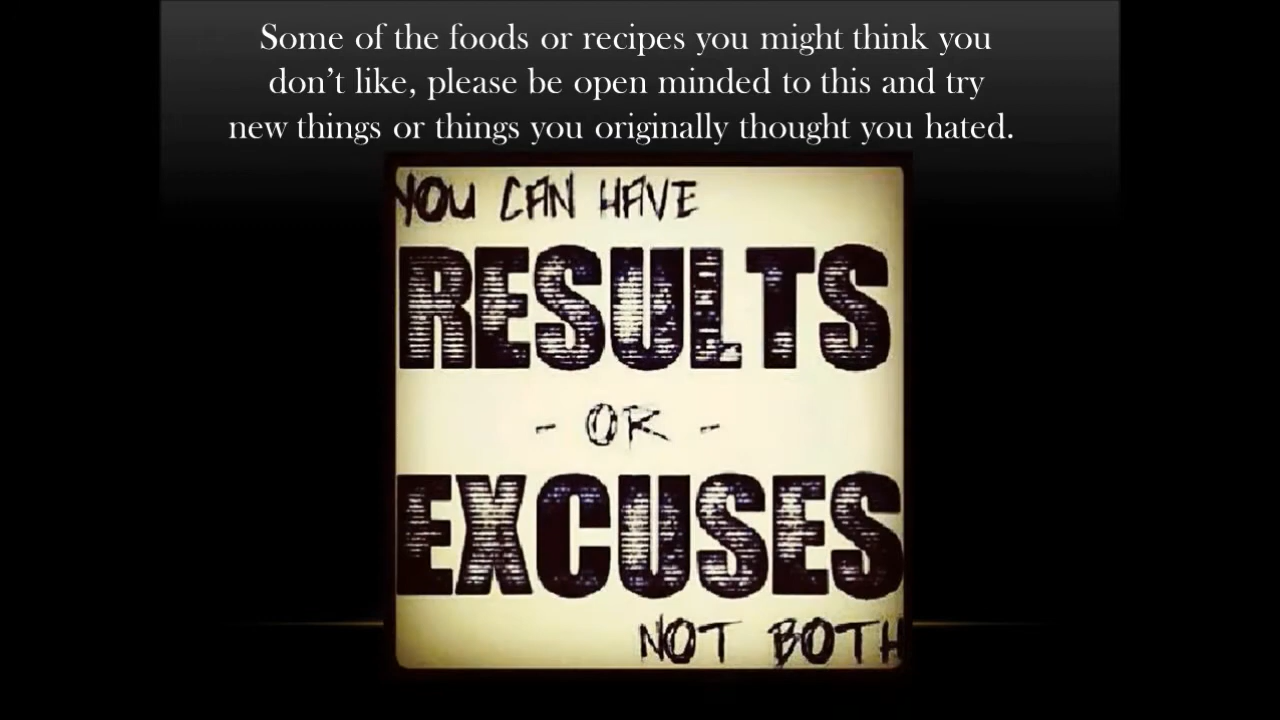 Some of the foods or recipes you might think you
don't like, please be open minded to this and try
new things or things you originally thought you hated.
YOU CAN HAVE
RESULTS
- OR -
EXCUSES
NOT BOTH